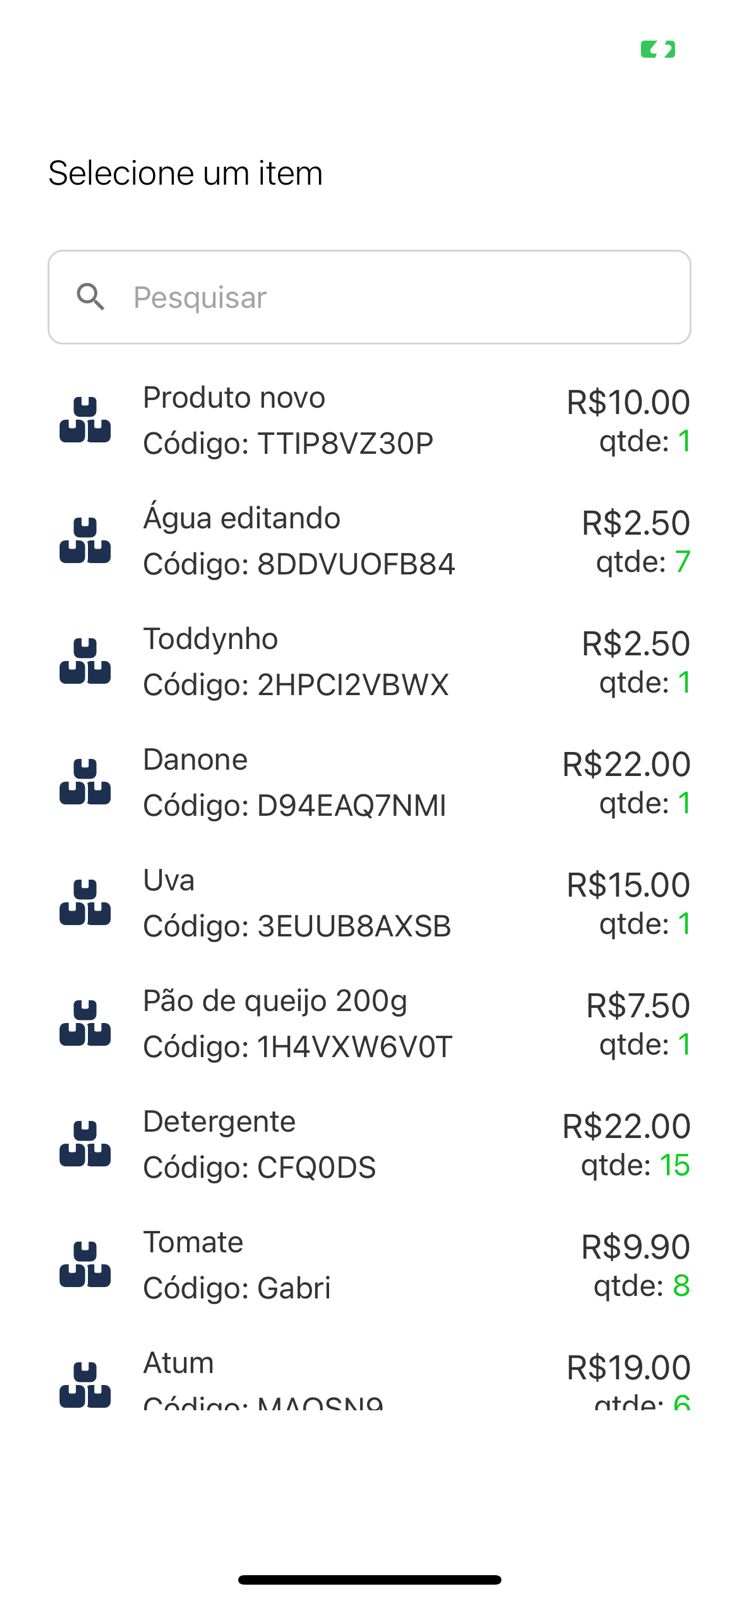 Selecione um item
Pesquisar
Produto novo
R$10.00
Código: TTIP8VZ30P
qtde: 1
Água editando
R$2.50
Código: 8DDVUOFB84
qtde: 7
Toddynho
R$2.50
Código: 2HPCI2VBWX
qtde: 1
Danone
R$22.00
Código: D94EAQ7NMI
qtde: 1
Uva
R$15.00
Código: 3EUUB8AXSB
qtde: 1
Pão de queijo 200g
R$7.50
Código: 1H4VXW6V0T
qtde: 1
Detergente
R$22.00
Código: CFQ0DS
qtde: 15
Tomate
R$9.90
Código: Gabri
qtde: 8
Atum
R$19.00
Código:
qtde: 6